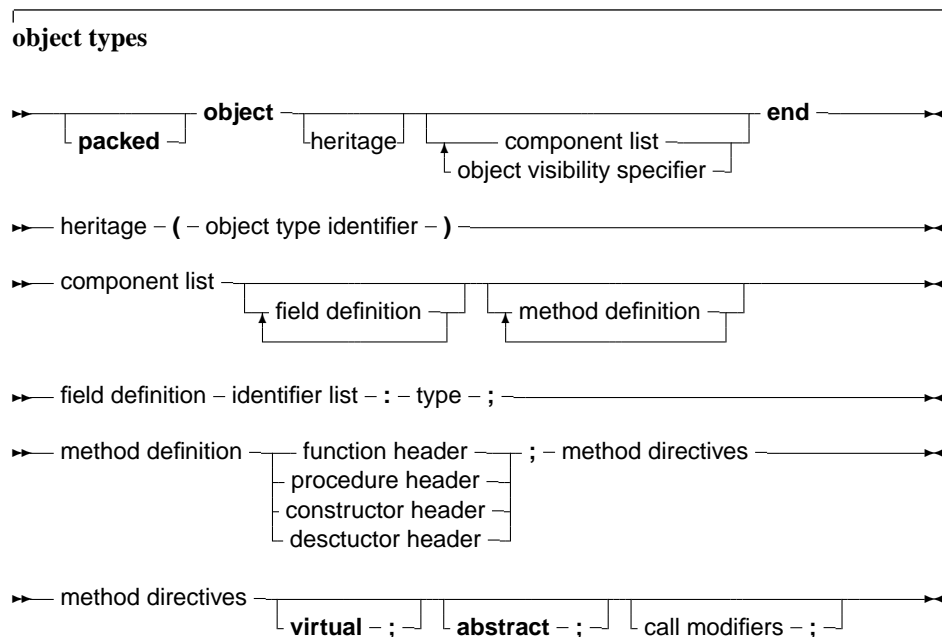 object types
object end
packed heritage component list
object visibility specifier
heritage ( object type identifier )
component list
field definition method definition
field definition identifier list : type ;
method definition function header ; method directives
procedure header
constructor header
desctuctor header
method directives
virtual ; abstract ; call modifiers ;